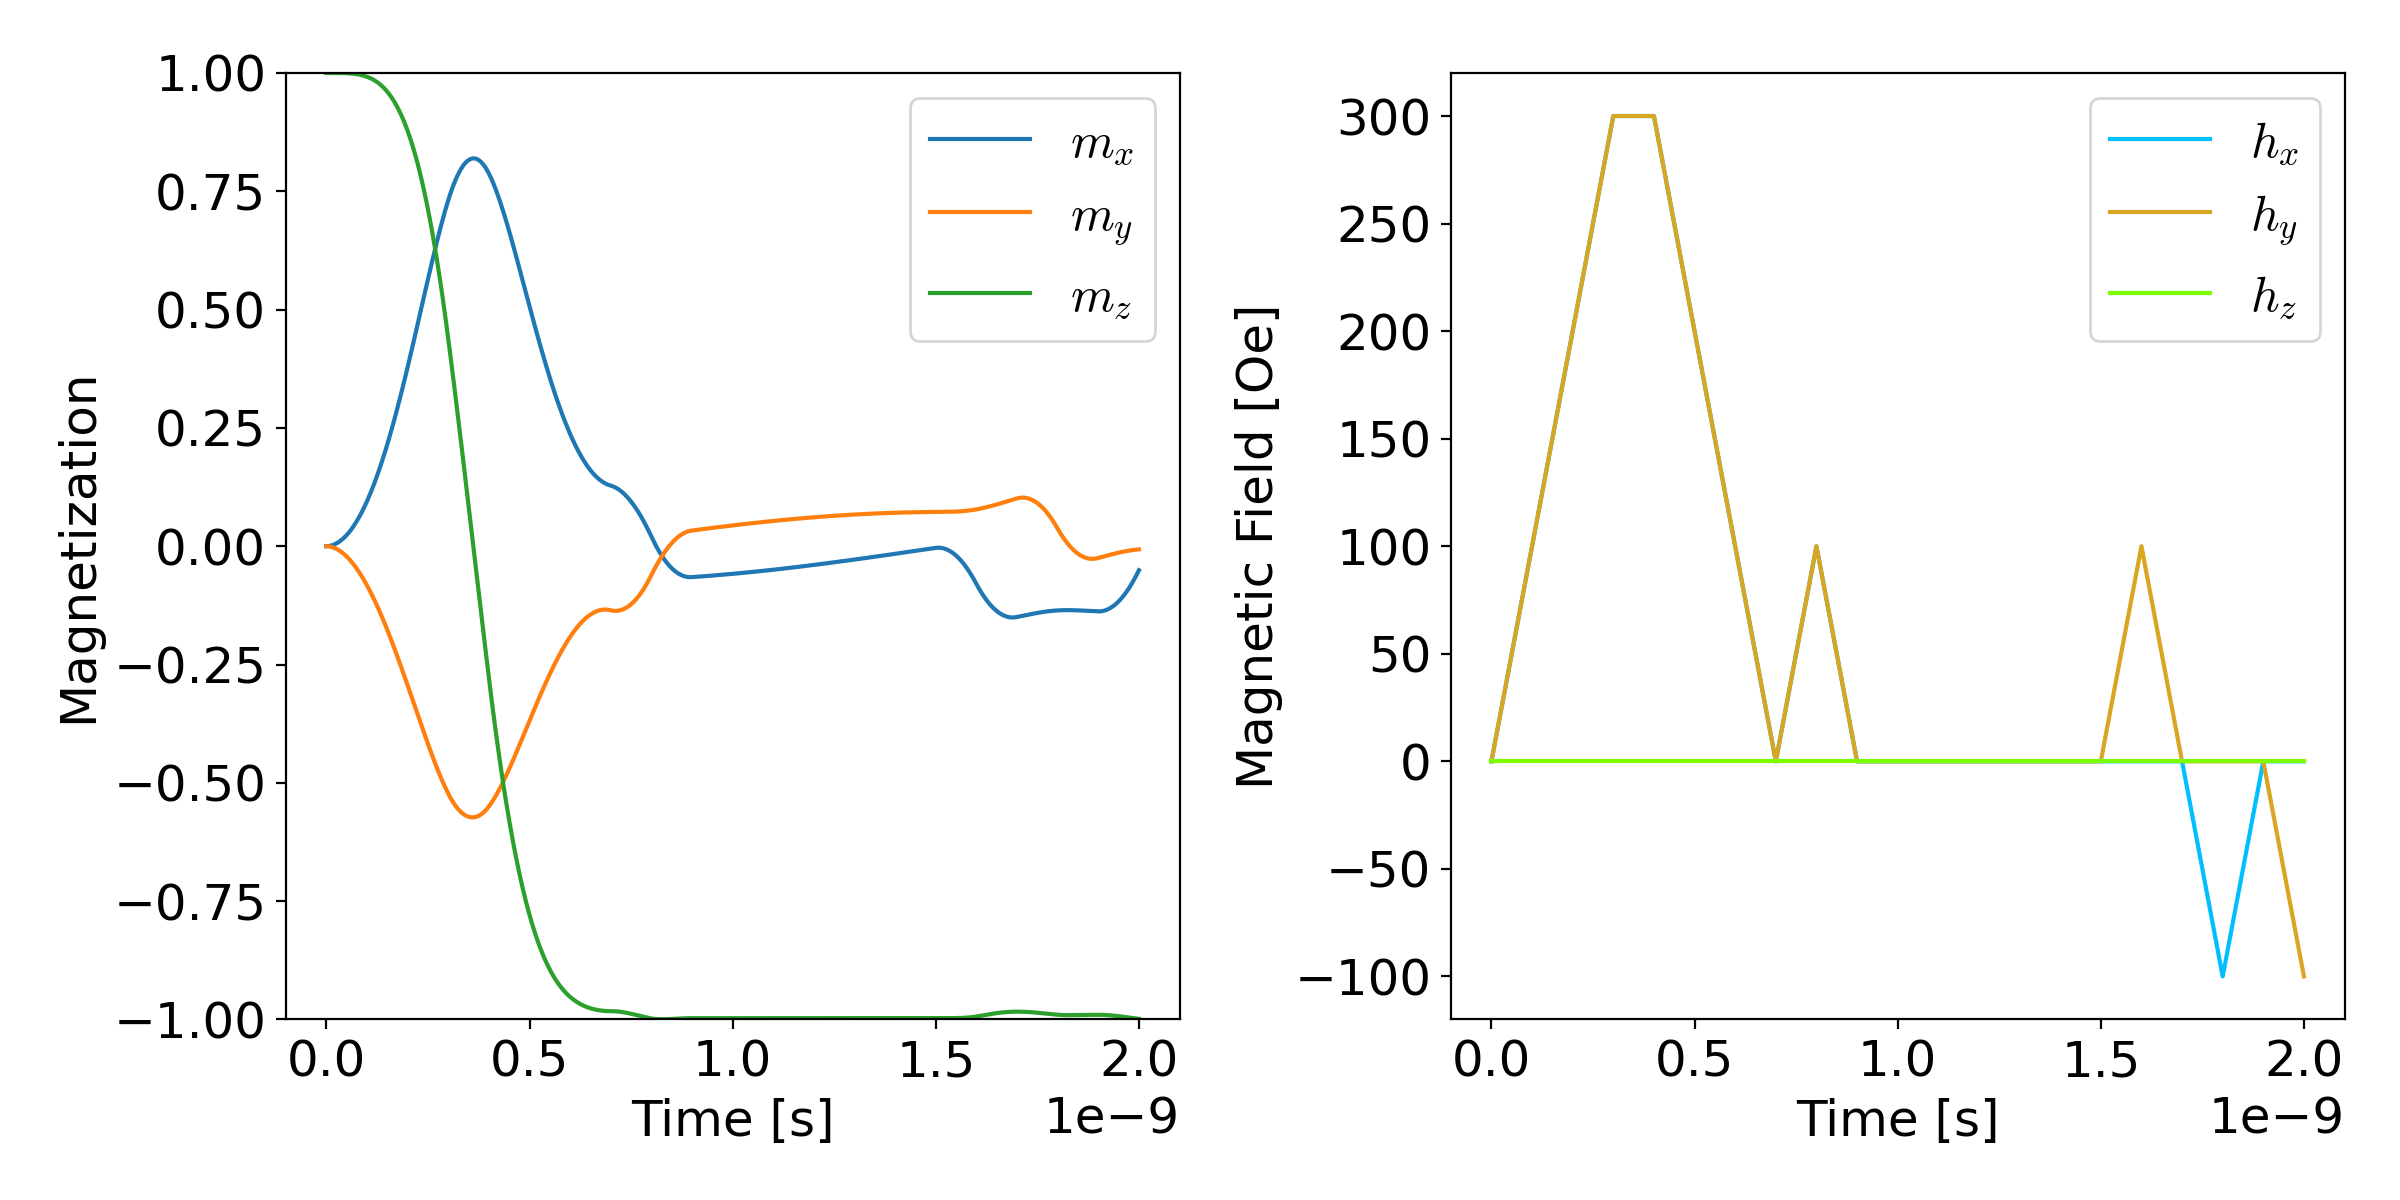 Magnetization
1.00
0.75
0.50
0.25
0.00
−0.25
−0.50
−0.75
−1.00
0.0 0.5 1.0 1.5 2.0
Time [s]
1e−9
m_x
m_y
m_z
Magnetic Field [Oe]
300
250
200
150
100
50
0
−50
−100
0.0 0.5 1.0 1.5 2.0
Time [s]
1e−9
h_x
h_y
h_z